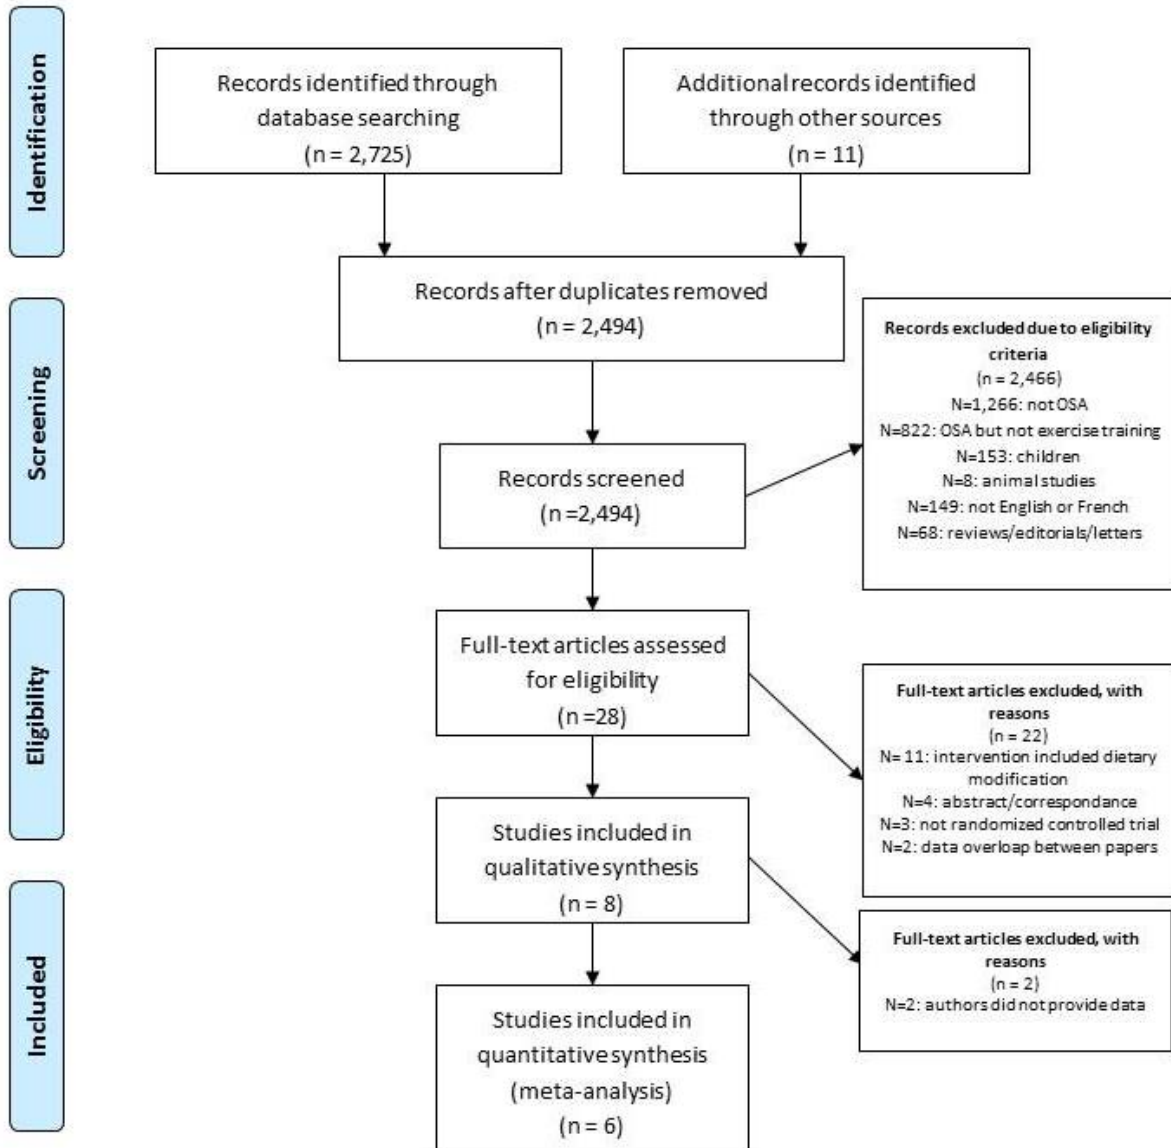 Identification
Records identified through
database searching
(n = 2,725)
Additional records identified
through other sources
(n = 11)
Records after duplicates removed
(n = 2,494)
Screening
Records excluded due to eligibility
criteria
(n = 2,466)
N=1,266: not OSA
N=822: OSA but not exercise training
N=153: children
N=8: animal studies
N=149: not English or French
N=68: reviews/editorials/letters
Records screened
(n =2,494)
Eligibility
Full-text articles assessed
for eligibility
(n =28)
Full-text articles excluded, with
reasons
(n = 22)
N= 11: intervention included dietary
modification
N=4: abstract/correspondance
N=3: not randomized controlled trial
N=2: data overloap between papers
Studies included in
qualitative synthesis
(n = 8)
Included
Full-text articles excluded, with
reasons
(n = 2)
N=2: authors did not provide data
Studies included in
quantitative synthesis
(meta-analysis)
(n = 6)